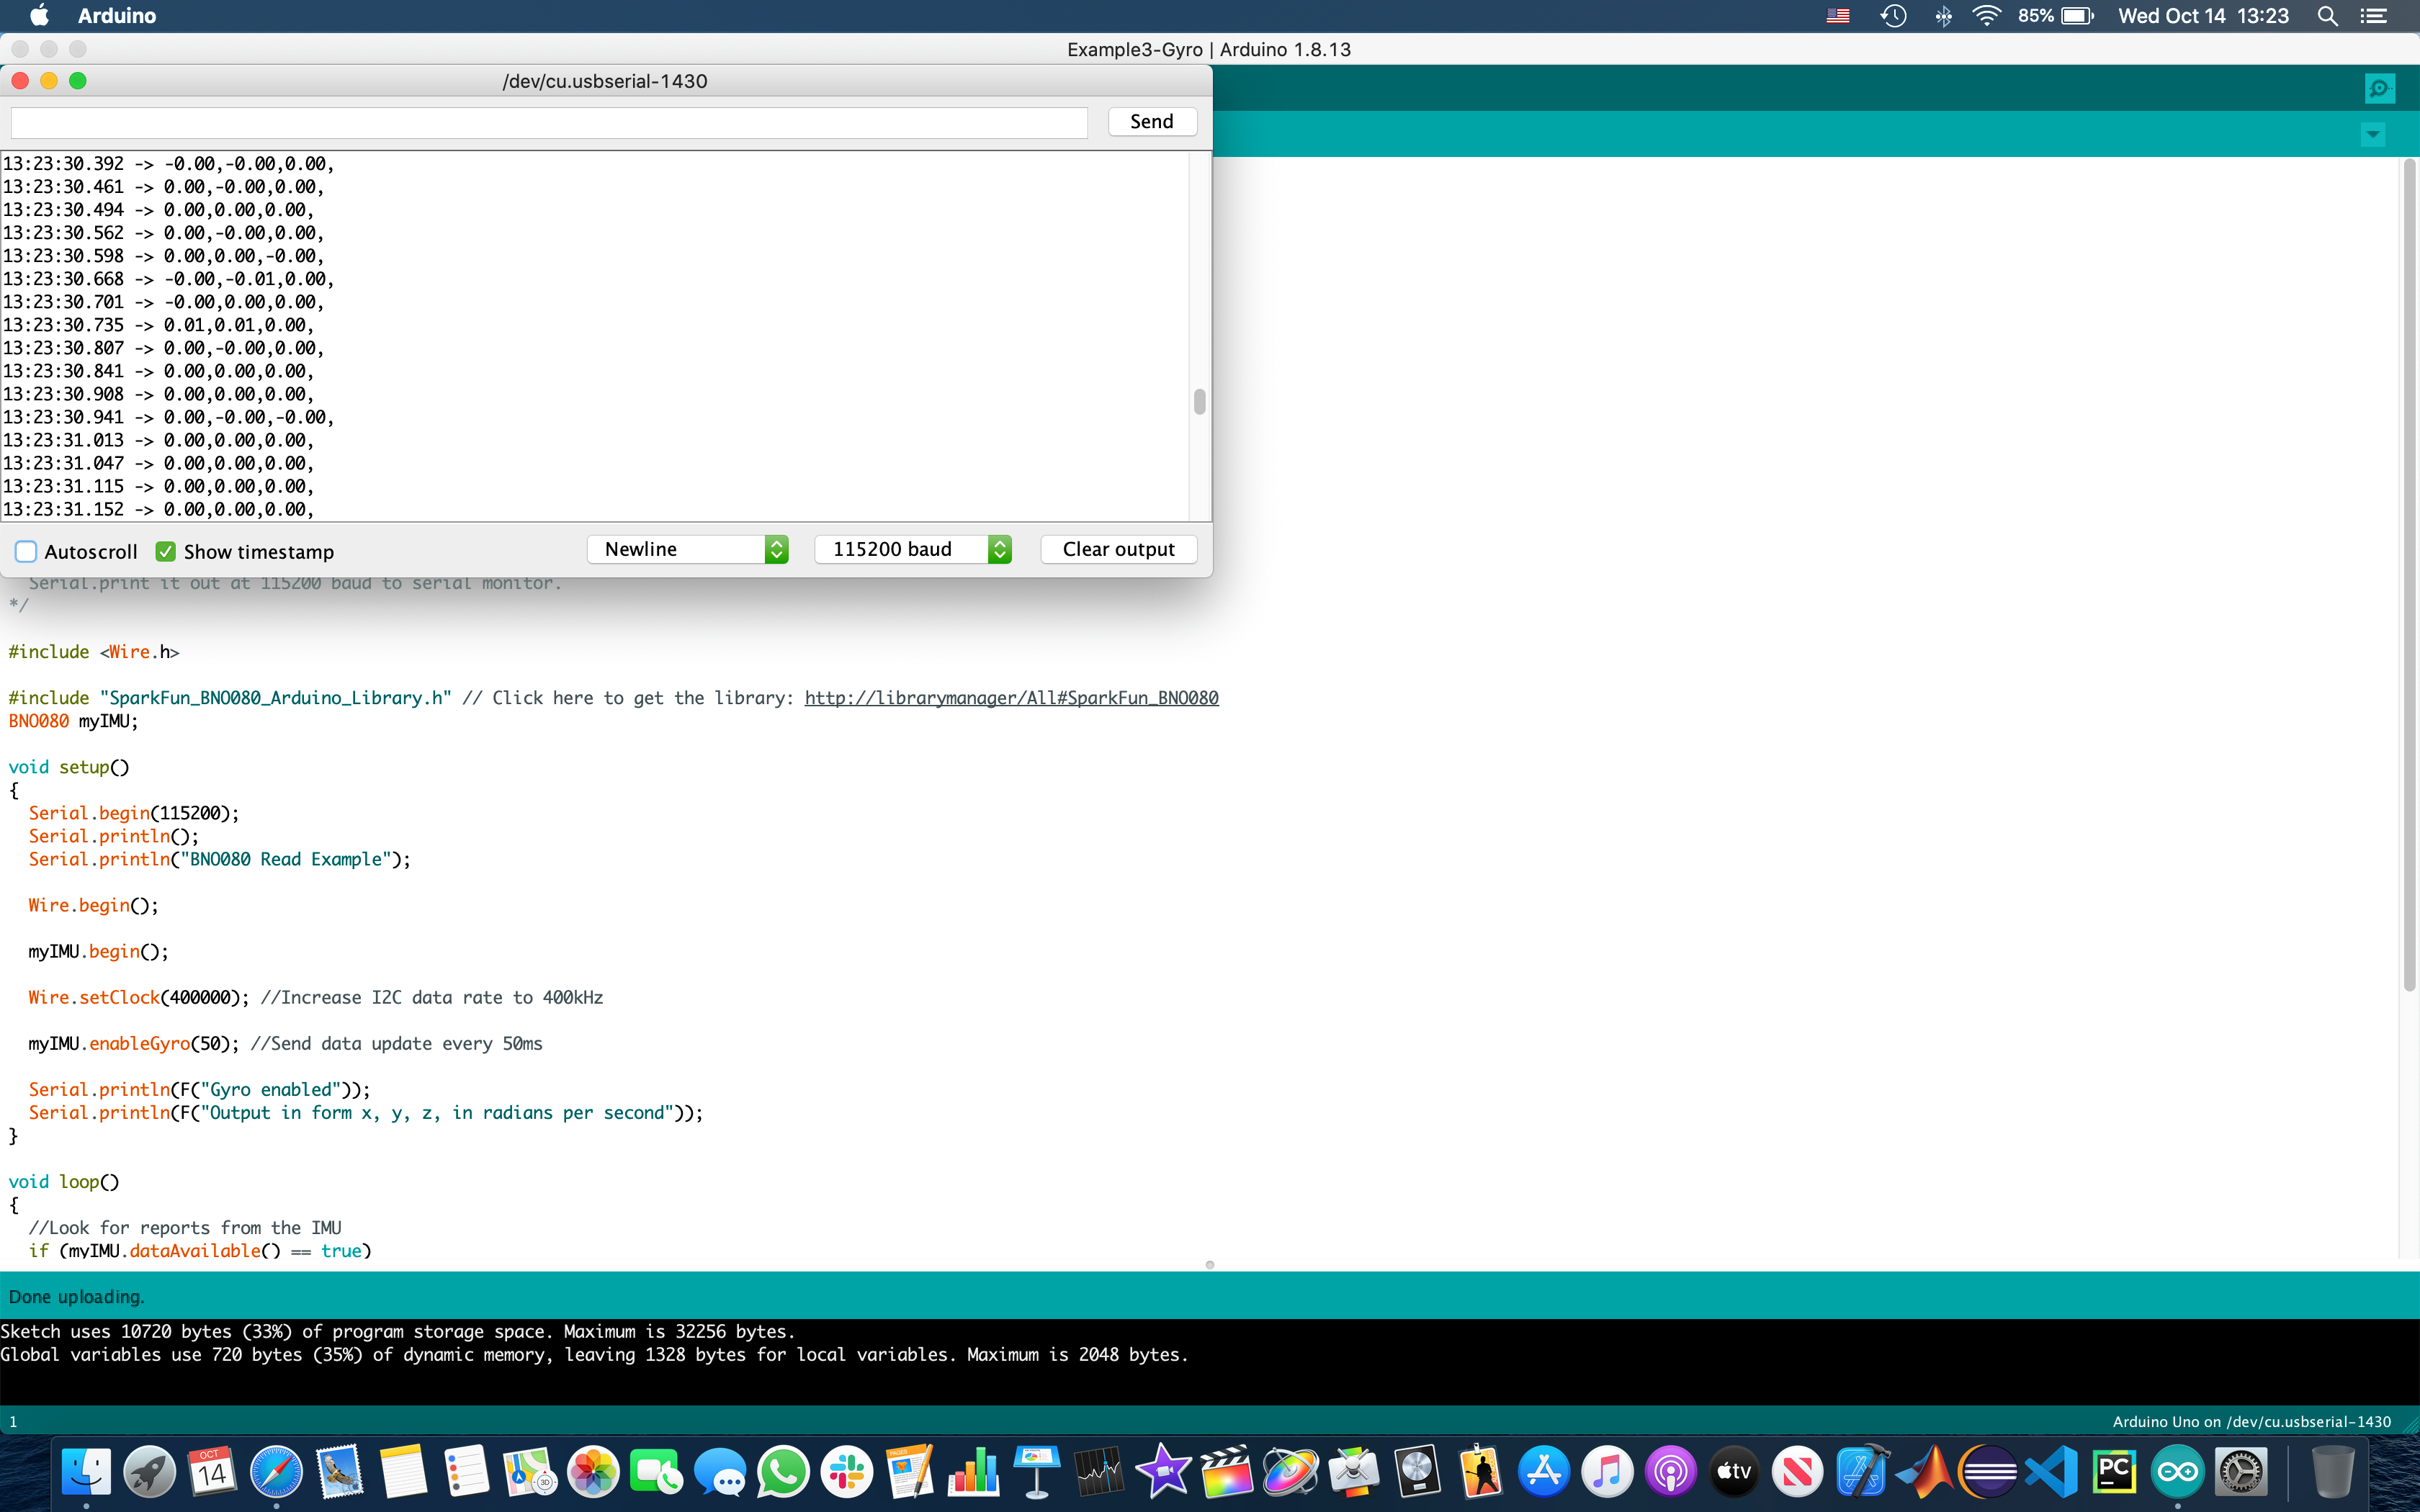 Arduino
85%
Wed Oct 14 13:23
Example3-Gyro | Arduino 1.8.13
/dev/cu.usbserial-1430
Send
13:23:30.392 -> -0.00,-0.00,0.00,
13:23:30.461 -> 0.00,-0.00,0.00,
13:23:30.494 -> 0.00,0.00,0.00,
13:23:30.562 -> 0.00,-0.00,0.00,
13:23:30.598 -> 0.00,0.00,-0.00,
13:23:30.668 -> -0.00,-0.01,0.00,
13:23:30.701 -> -0.00,0.00,0.00,
13:23:30.735 -> 0.01,0.01,0.00,
13:23:30.807 -> 0.00,-0.00,0.00,
13:23:30.841 -> 0.00,0.00,0.00,
13:23:30.908 -> 0.00,0.00,0.00,
13:23:30.941 -> 0.00,-0.00,-0.00,
13:23:31.013 -> 0.00,0.00,0.00,
13:23:31.047 -> 0.00,0.00,0.00,
13:23:31.115 -> 0.00,0.00,0.00,
13:23:31.152 -> 0.00,0.00,0.00,
Autoscroll
Show timestamp
Newline
115200 baud
Clear output
Serial.print it out at 115200 baud to serial monitor.
*/
#include <Wire.h>
#include "SparkFun_BNO080_Arduino_Library.h" // Click here to get the library: http://librarymanager/All#SparkFun_BNO080
BNO080 myIMU;
void setup()
{
Serial.begin(115200);
Serial.println();
Serial.println("BNO080 Read Example");
Wire.begin();
myIMU.begin();
Wire.setClock(400000); //Increase I2C data rate to 400kHz
myIMU.enableGyro(50); //Send data update every 50ms
Serial.println(F("Gyro enabled"));
Serial.println(F("Output in form x, y, z, in radians per second"));
}
void loop()
{
//Look for reports from the IMU
if (myIMU.dataAvailable() == true)
Done uploading.
Sketch uses 10720 bytes (33%) of program storage space. Maximum is 32256 bytes.
Global variables use 720 bytes (35%) of dynamic memory, leaving 1328 bytes for local variables. Maximum is 2048 bytes.
1
Arduino Uno on /dev/cu.usbserial-1430
OCT
14
PAGES
3D
tv
PC